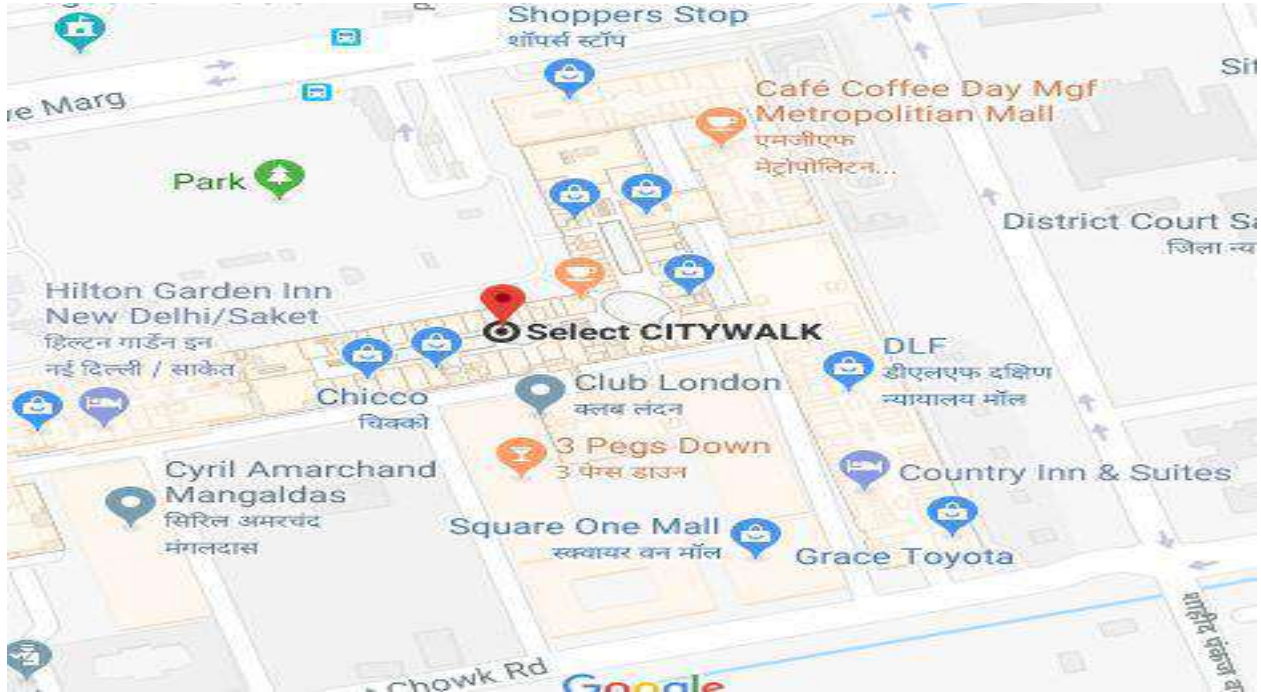 Shoppers Stop
शॉपर्स स्टॉप
Marg
Café Coffee Day Mgf
Metropolitian Mall
एमजीएफ
मेट्रोपोलिटन...
Park
District Court
जिला
Hilton Garden Inn
New Delhi/Saket
हिल्टन गार्डन इन
नई दिल्ली / साकेत
Select CITYWALK
DLF
डीएलएफ दक्षिण
न्यायालय मॉल
Club London
क्लब लंदन
Chicco
चिक्को
3 Pegs Down
3 पेग्स डाउन
Country Inn & Suites
Cyril Amarchand
Mangaldas
सिरिल अमरचंद
मंगलदास
Square One Mall
स्क्वायर वन मॉल
Grace Toyota
Chowk Rd
Google
शहीद पंकज